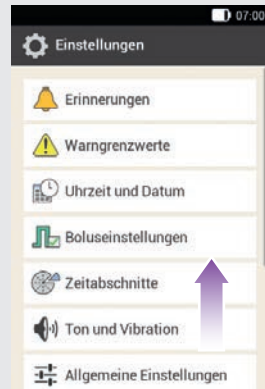 07:00
Einstellungen
Erinnerungen
Warngrenzwerte
Uhrzeit und Datum
Boluseinstellungen
Zeitabschnitte
Ton und Vibration
Allgemeine Einstellungen